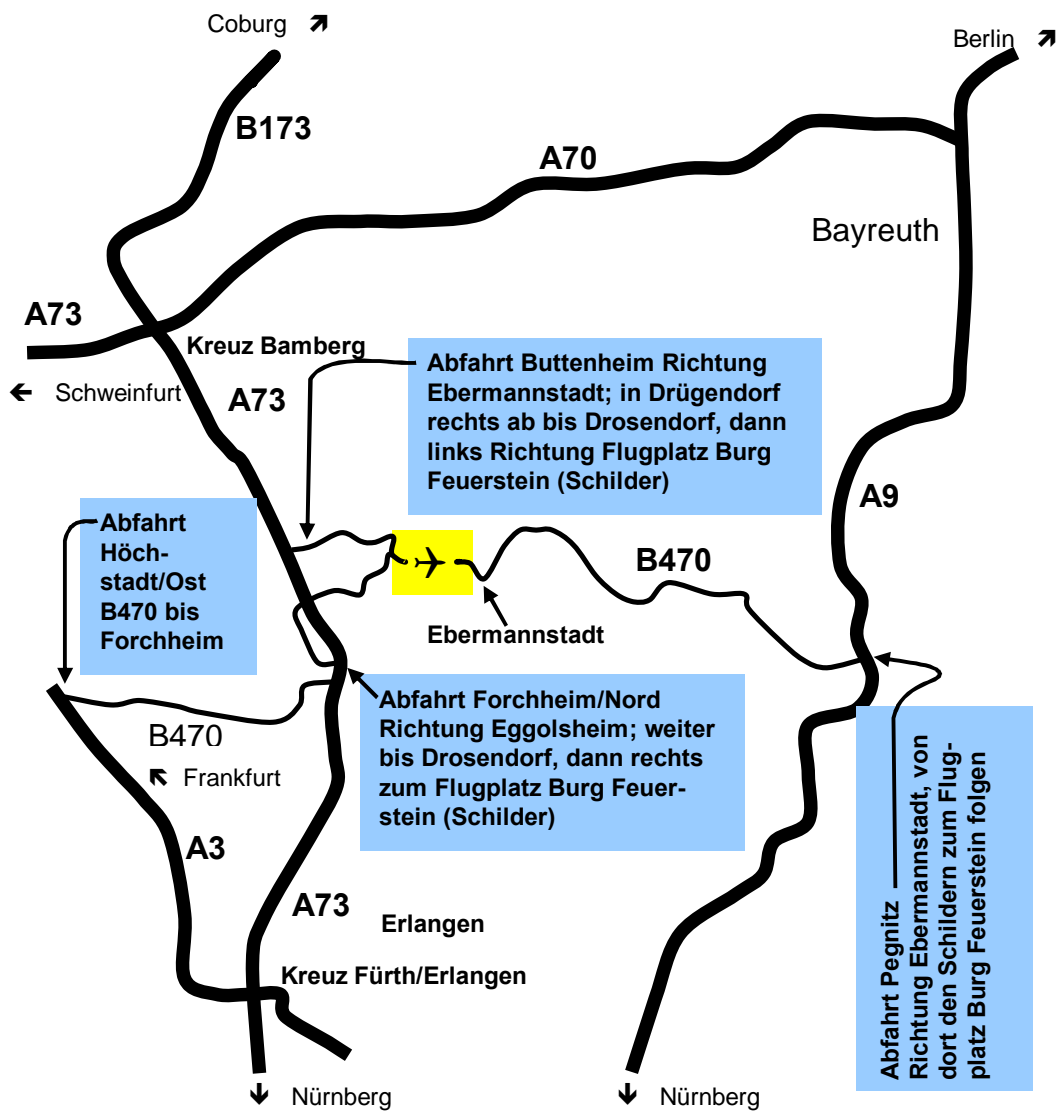 Coburg ↗
Berlin ↗
B173
A70
Bayreuth
A73
Kreuz Bamberg
← Schweinfurt
A73
Abfahrt Buttenheim Richtung
Ebermannstadt; in Drügendorf
rechts ab bis Drosendorf, dann
links Richtung Flugplatz Burg
Feuerstein (Schilder)
A9
Abfahrt
Höch-
stadt/Ost
B470 bis
Forchheim
B470
Ebermannstadt
Abfahrt Forchheim/Nord
Richtung Eggolsheim; weiter
bis Drosendorf, dann rechts
zum Flugplatz Burg Feuer-
stein (Schilder)
B470
↖ Frankfurt
A3
A73
Erlangen
Kreuz Fürth/Erlangen
Abfahrt Pegnitz
Richtung Ebermannstadt, von
dort den Schildern zum Flug-
platz Burg Feuerstein folgen
↓ Nürnberg
↓ Nürnberg